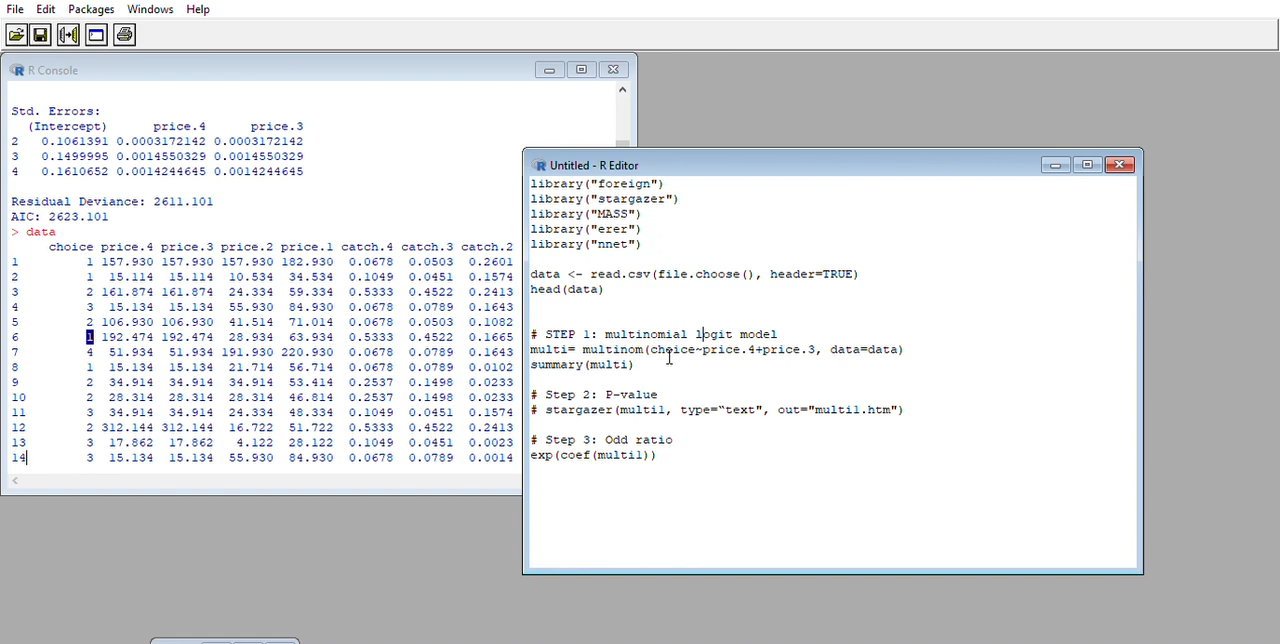 File Edit Packages Windows Help
R Console
Std. Errors:
(Intercept) price.4 price.3
2 0.1061391 0.0003172142 0.0003172142
3 0.1499995 0.0014550329 0.0014550329
4 0.1610652 0.0014244645 0.0014244645
Residual Deviance: 2611.101
AIC: 2623.101
> data
choice price.4 price.3 price.2 price.1 catch.4 catch.3 catch.2
1 1 157.930 157.930 157.930 182.930 0.0678 0.0503 0.2601
2 1 15.114 15.114 10.534 34.534 0.1049 0.0451 0.1574
3 2 161.874 161.874 24.334 59.334 0.5333 0.4522 0.2413
4 3 15.134 15.134 55.930 84.930 0.0678 0.0789 0.1643
5 2 106.930 106.930 41.514 71.014 0.0678 0.0503 0.1082
6 1 192.474 192.474 28.934 63.934 0.5333 0.4522 0.1665
7 4 51.934 51.934 191.930 220.930 0.0678 0.0789 0.1643
8 1 15.134 15.134 21.714 56.714 0.0678 0.0789 0.0102
9 2 34.914 34.914 34.914 53.414 0.2537 0.1498 0.0233
10 2 28.314 28.314 28.314 46.814 0.2537 0.1498 0.0233
11 3 34.914 34.914 24.334 48.334 0.1049 0.0451 0.1574
12 2 312.144 312.144 16.722 51.722 0.5333 0.4522 0.2413
13 3 17.862 17.862 4.122 28.122 0.1049 0.0451 0.0023
14 3 15.134 15.134 55.930 84.930 0.0678 0.0789 0.0014
Untitled - R Editor
library("foreign")
library("stargazer")
library("MASS")
library("erer")
library("nnet")
data <- read.csv(file.choose(), header=TRUE)
head(data)
# STEP 1: multinomial logit model
multi= multinom(choice~price.4+price.3, data=data)
summary(multi)
# Step 2: P-value
# stargazer(multi1, type=“text", out="multi1.htm")
# Step 3: Odd ratio
exp(coef(multi1))